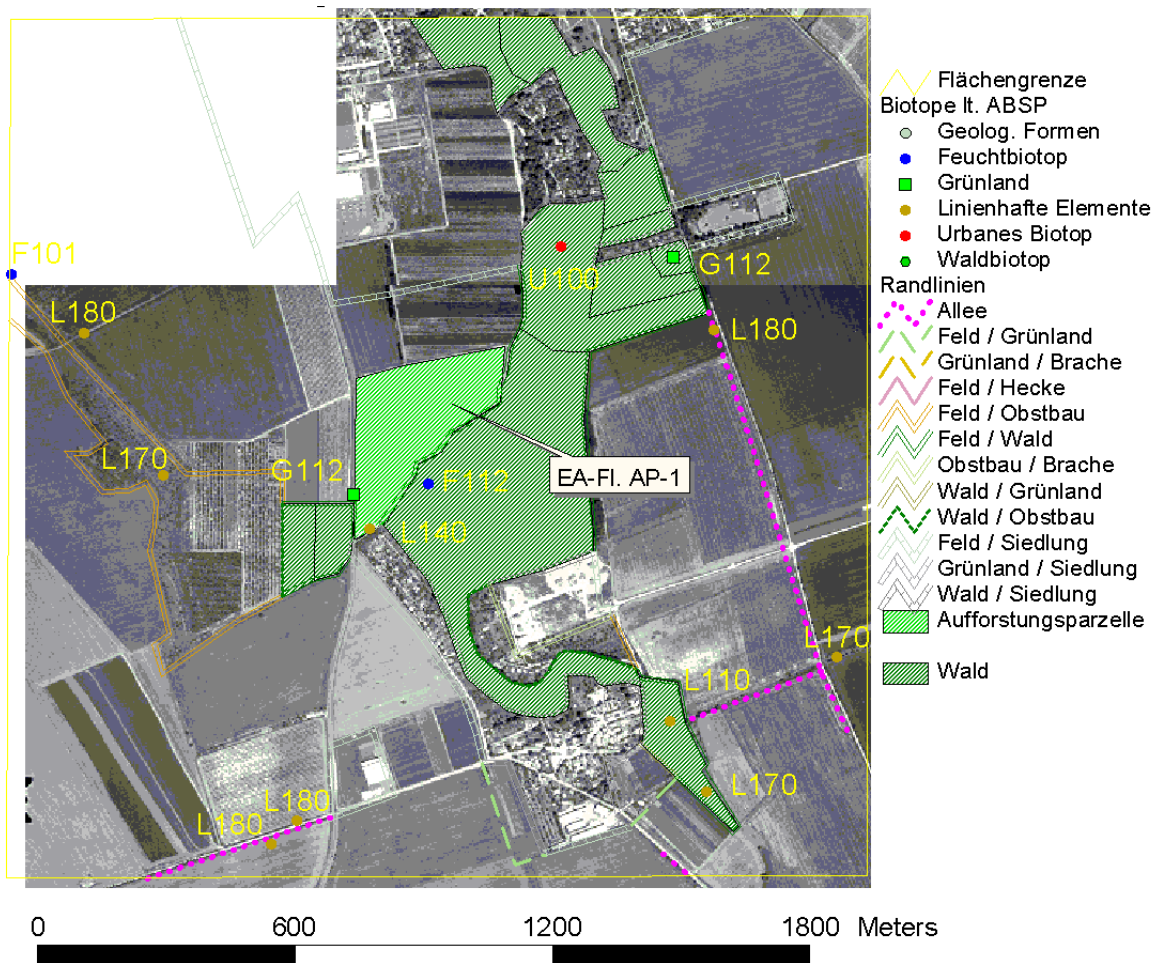 F101
L180
U100
G112
L180
L170
G112
F112
EA-Fl. AP-1
L140
L170
L110
L170
L180
L180
Flächengrenze
Biotope lt. ABSP
Geolog. Formen
Feuchtbiotop
Grünland
Linienhafte Elemente
Urbanes Biotop
Waldbiotop
Randlinien
Allee
Feld / Grünland
Grünland / Brache
Feld / Hecke
Feld / Obstbau
Feld / Wald
Obstbau / Brache
Wald / Grünland
Wald / Obstbau
Feld / Siedlung
Grünland / Siedlung
Wald / Siedlung
Aufforstungsparzelle
Wald
0 600 1200 1800 Meters